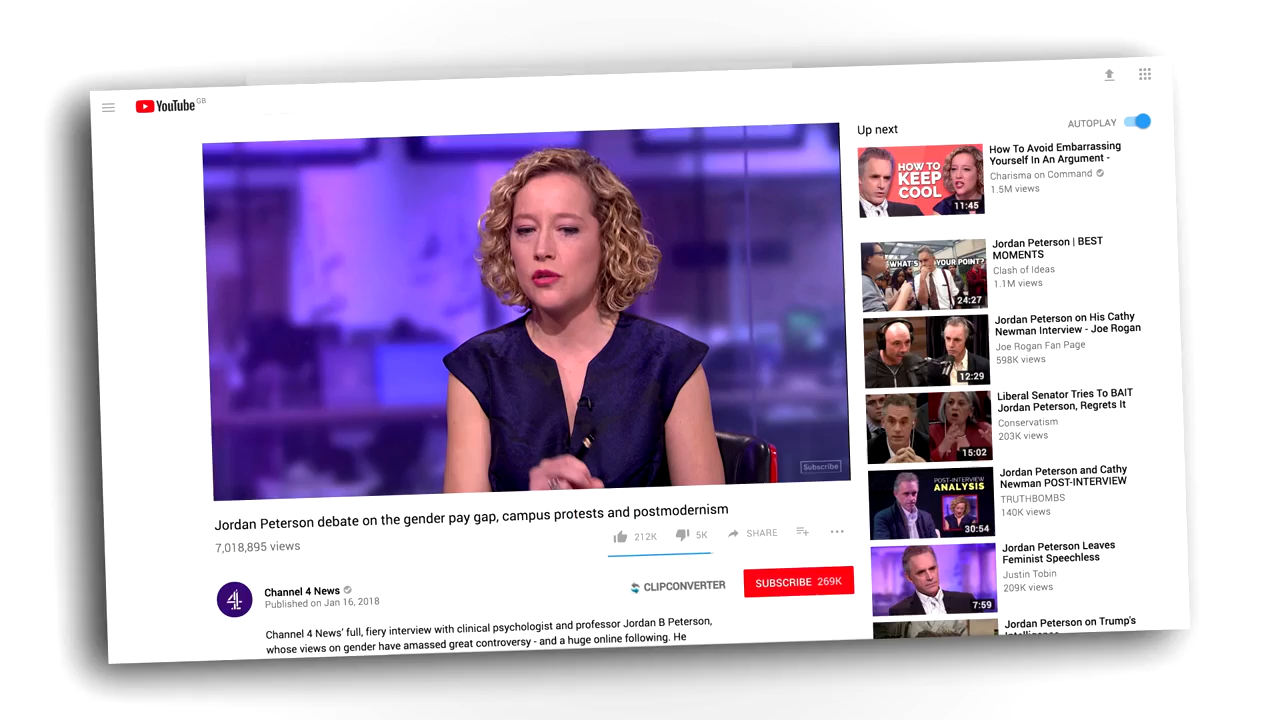 YouTube GB
AUTOPLAY
Up next
Subscribe
Jordan Peterson debate on the gender pay gap, campus protests and postmodernism
7,018,895 views
212K
5K
SHARE
Channel 4 News
Published on Jan 16, 2018
CLIPCONVERTER
SUBSCRIBE 269K
Channel 4 News' full, fiery interview with clinical psychologist and professor Jordan B Peterson,
whose views on gender have amassed great controversy - and a huge online following. He
HOW TO
KEEP
COOL
11:45
How To Avoid Embarrassing
Yourself In An Argument -
Charisma on Command
1.5M views
WHAT'S YOUR POINT?
24:27
Jordan Peterson | BEST
MOMENTS
Clash of Ideas
1.1M views
12:29
Jordan Peterson on His Cathy
Newman Interview - Joe Rogan
Joe Rogan Fan Page
598K views
15:02
Liberal Senator Tries To BAIT
Jordan Peterson, Regrets It
Conservatism
203K views
POST-INTERVIEW
ANALYSIS
30:54
Jordan Peterson and Cathy
Newman POST-INTERVIEW
TRUTHBOMBS
140K views
7:59
Jordan Peterson Leaves
Feminist Speechless
Justin Tobin
209K views
Jordan Peterson on Trump's
Intelligence